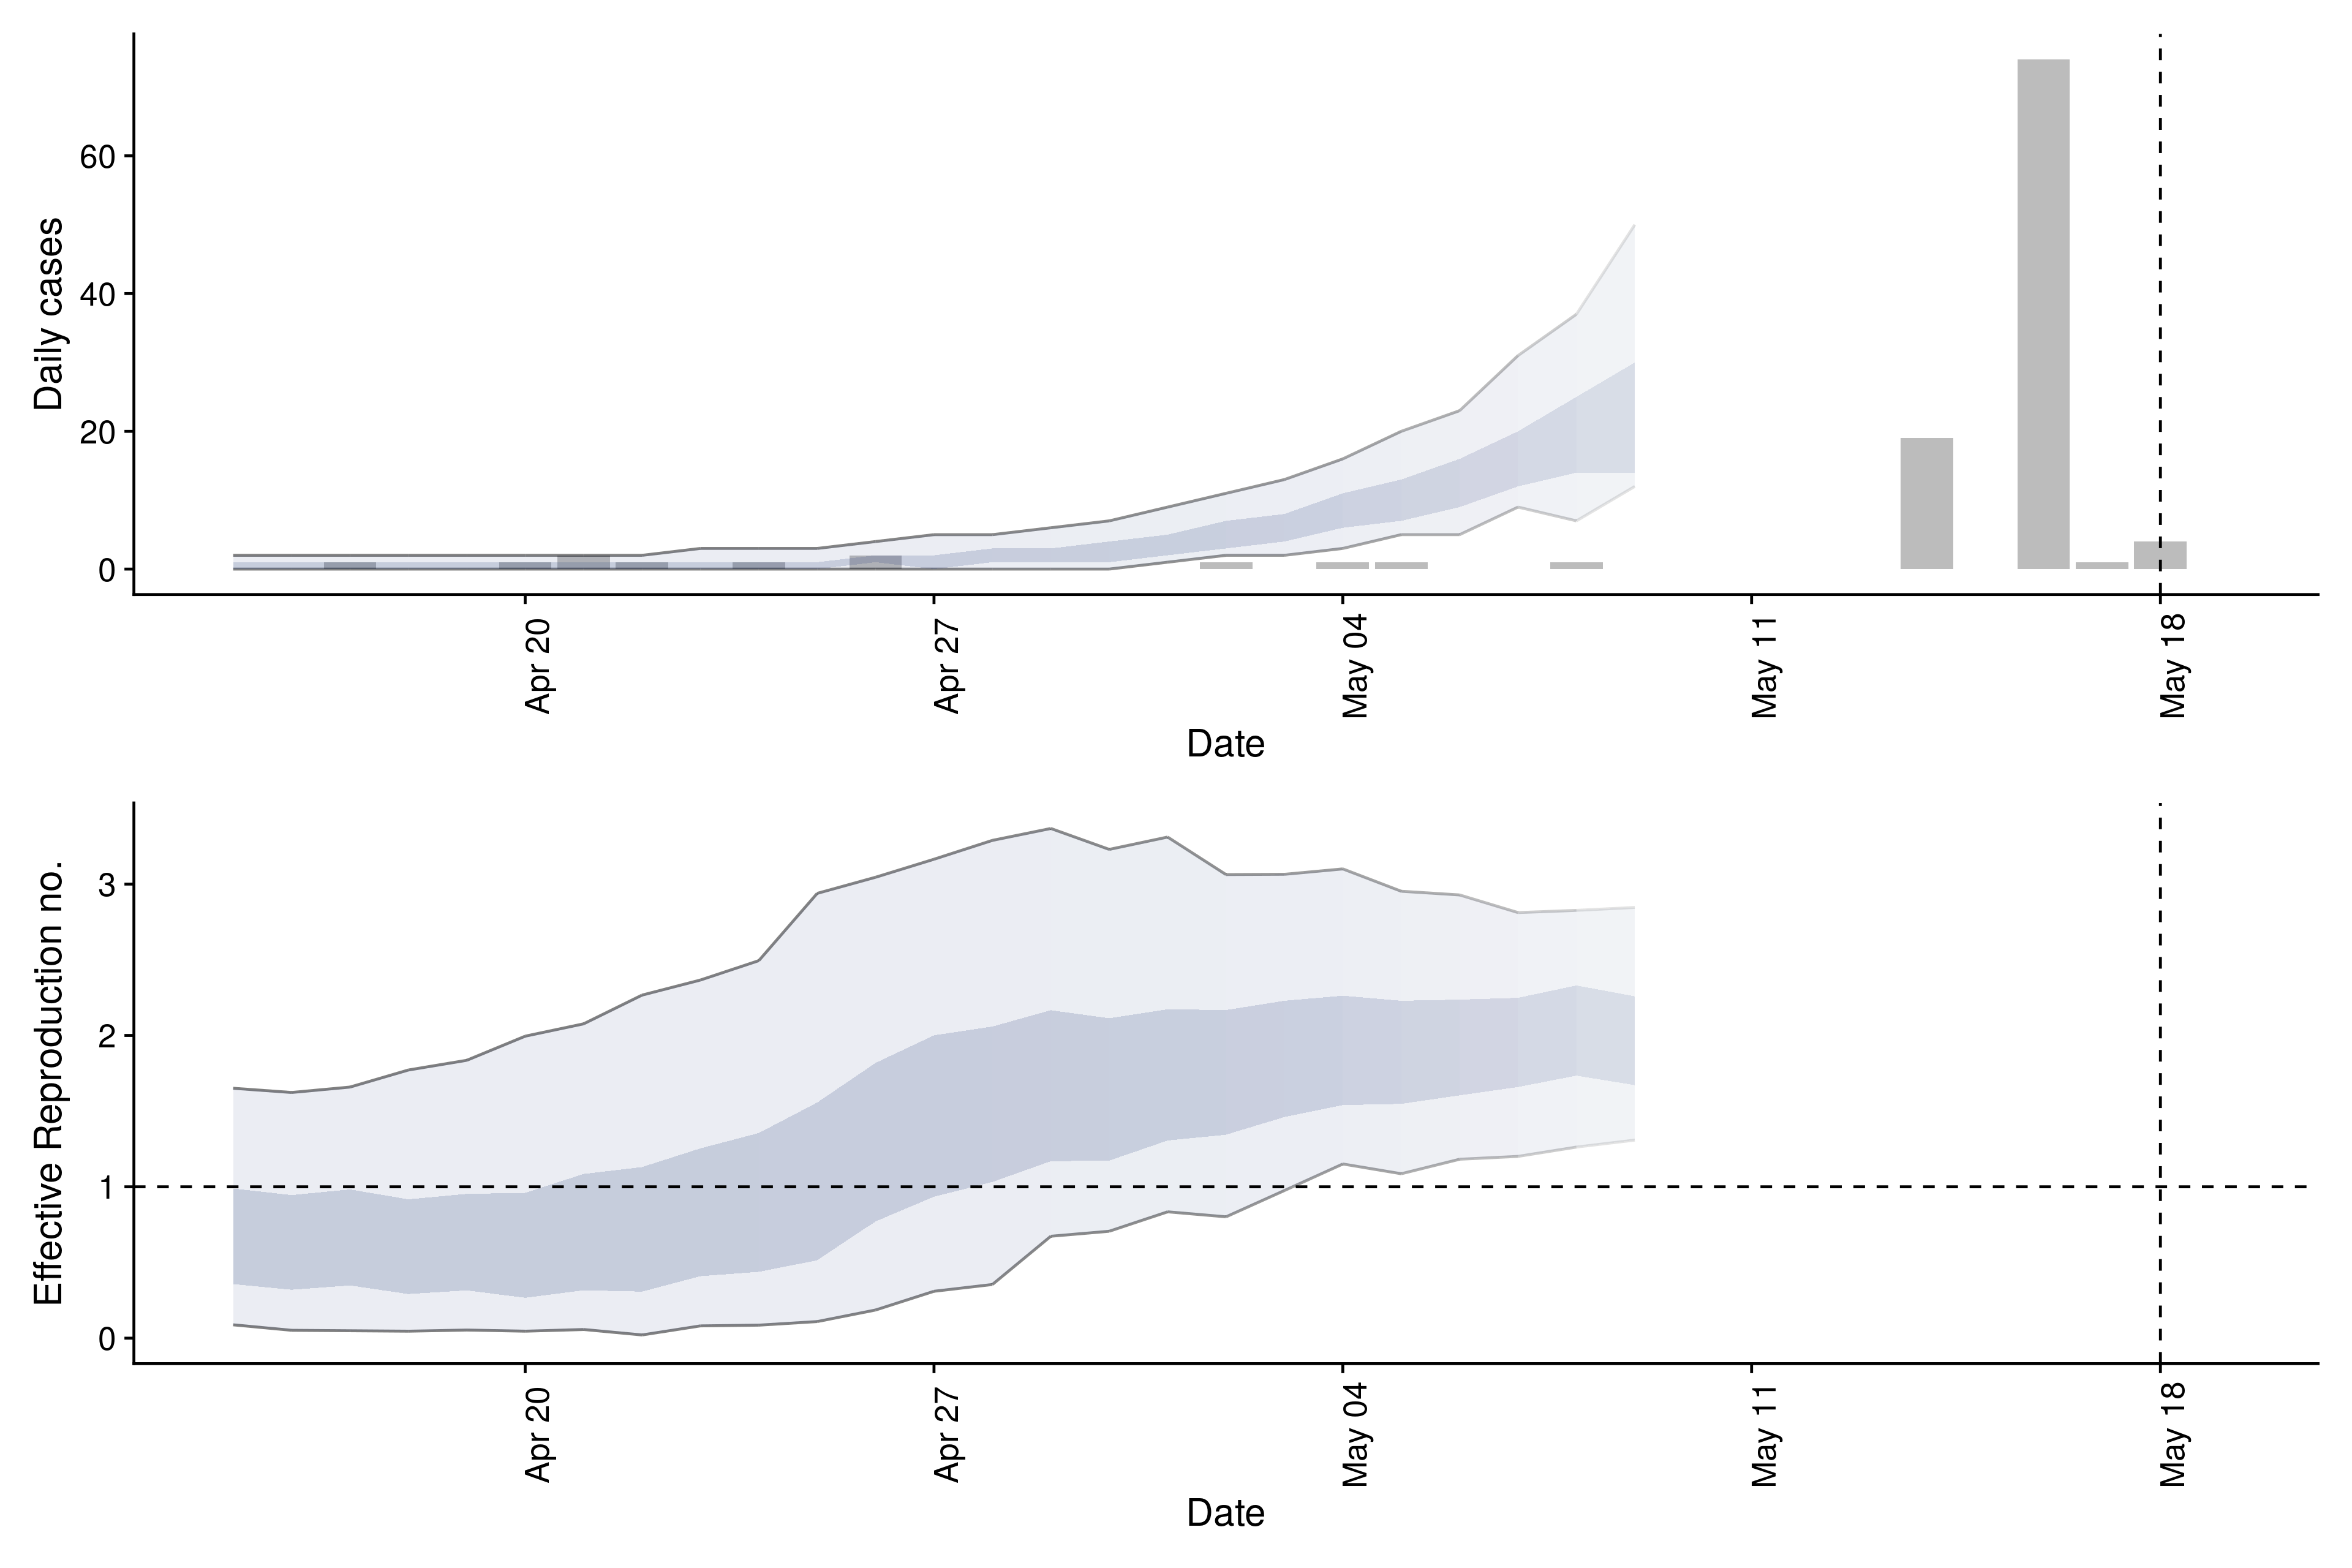 Daily cases
60
40
20
0
Apr 20
Apr 27
May 04
May 11
May 18
Date
Effective Reproduction no.
3
2
1
0
Apr 20
Apr 27
May 04
May 11
May 18
Date